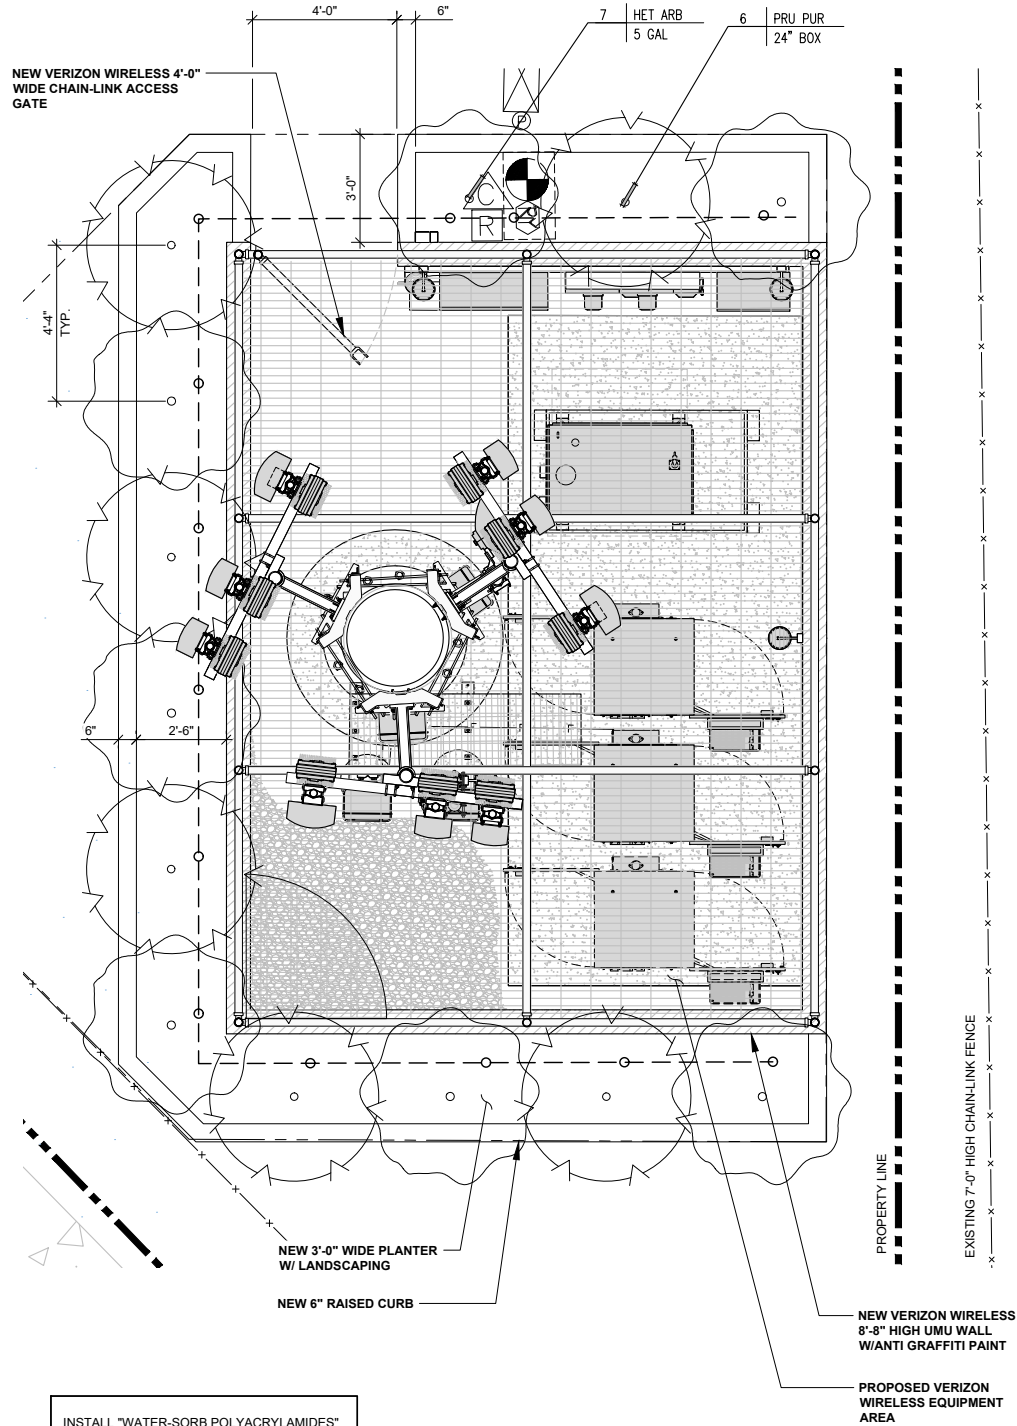 4'-0"
6"
7
HET ARB
5 GAL
6
PRU PUR
24" BOX
NEW VERIZON WIRELESS 4'-0"
WIDE CHAIN-LINK ACCESS
GATE
3'-0"
C
R
4'-4"
TYP.
6"
2'-6"
PROPERTY LINE
EXISTING 7'-0" HIGH CHAIN-LINK FENCE
NEW 3'-0" WIDE PLANTER
W/ LANDSCAPING
NEW 6" RAISED CURB
NEW VERIZON WIRELESS
8'-8" HIGH UMU WALL
W/ANTI GRAFFITI PAINT
PROPOSED VERIZON
WIRELESS EQUIPMENT
AREA
INSTALL "WATER-SORB POLYACRYLAMIDES"